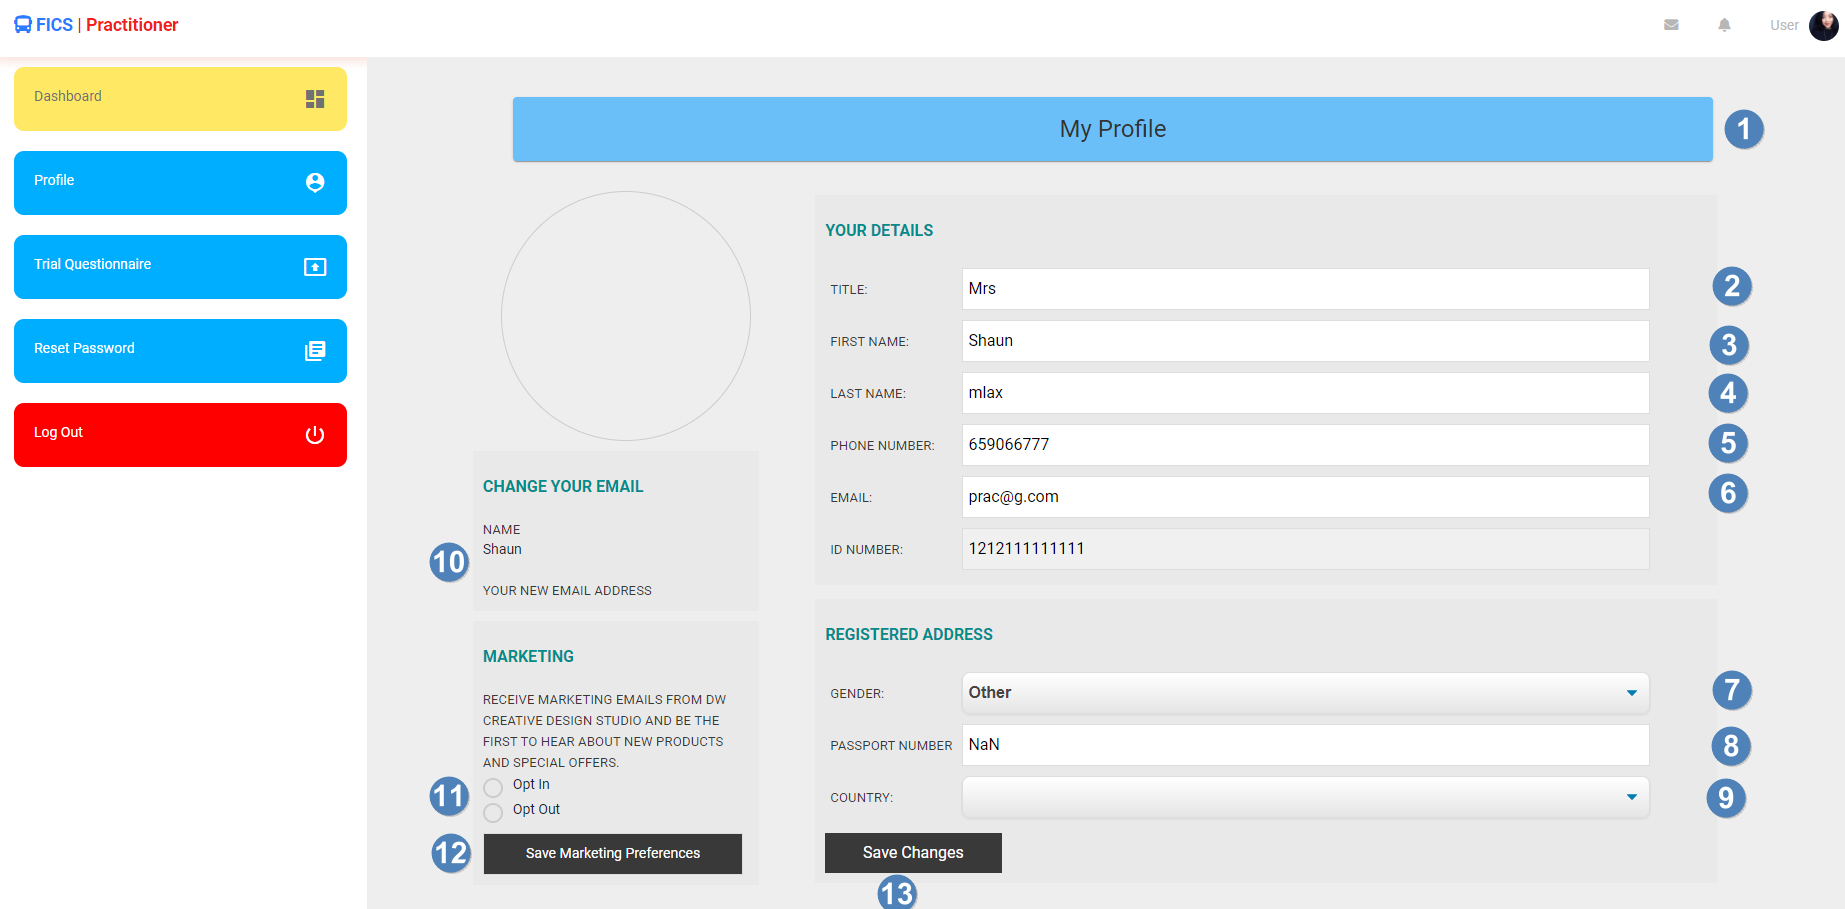 FICS | Practitioner
User
Dashboard
Profile
Trial Questionnaire
Reset Password
Log Out
My Profile
1
YOUR DETAILS
TITLE:
Mrs
2
FIRST NAME:
Shaun
3
LAST NAME:
mlax
4
PHONE NUMBER:
659066777
5
EMAIL:
prac@g.com
6
ID NUMBER:
1212111111111
CHANGE YOUR EMAIL
NAME
Shaun
10
YOUR NEW EMAIL ADDRESS
MARKETING
RECEIVE MARKETING EMAILS FROM DW
CREATIVE DESIGN STUDIO AND BE THE
FIRST TO HEAR ABOUT NEW PRODUCTS
AND SPECIAL OFFERS.
11
Opt In
Opt Out
12
Save Marketing Preferences
REGISTERED ADDRESS
GENDER:
Other
7
PASSPORT NUMBER
NaN
8
COUNTRY:
9
Save Changes
13